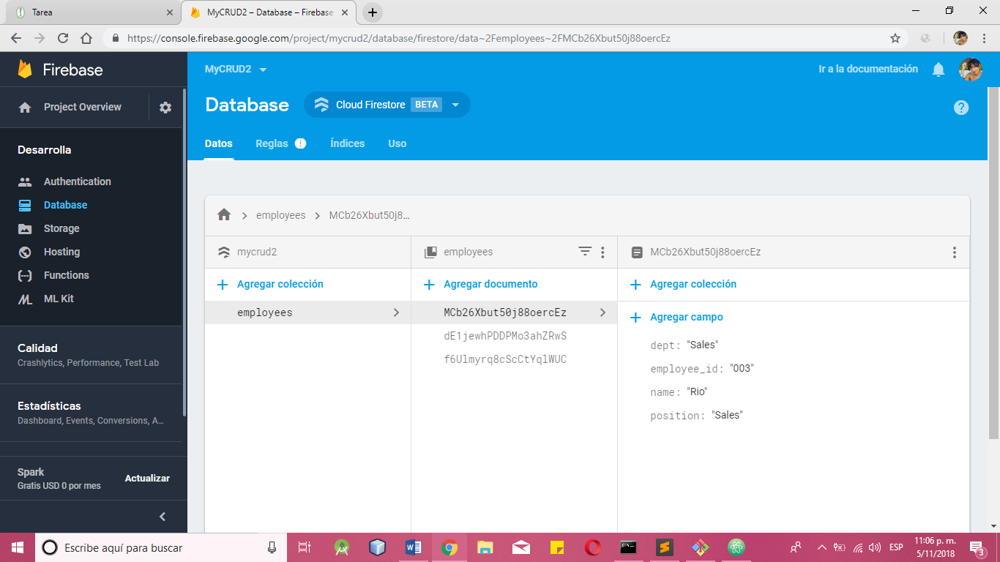 Tarea
MyCRUD2 – Database – Firebase
https://console.firebase.google.com/project/mycrud2/database/firestore/data~2Femployees~2FMCb26Xbut50j88oercEz
Firebase
MyCRUD2
Ir a la documentación
Project Overview
Database
Cloud Firestore BETA
Datos
Reglas
Índices
Uso
Desarrolla
Authentication
Database
Storage
Hosting
Functions
ML Kit
Calidad
Crashlytics, Performance, Test Lab
Estadísticas
Dashboard, Events, Conversions, A...
Spark
Gratis USD 0 por mes
Actualizar
employees
MCb26Xbut50j8...
mycrud2
employees
MCb26Xbut50j88oercEz
Agregar colección
Agregar documento
Agregar colección
employees
MCb26Xbut50j88oercEz
dE1jewhPDDPMo3ahZRwS
f6Ulmyrq8cScCtYqlWUC
Agregar campo
dept: "Sales"
employee_id: "003"
name: "Rio"
position: "Sales"
Escribe aquí para buscar
ESP
11:06 p. m.
5/11/2018
3